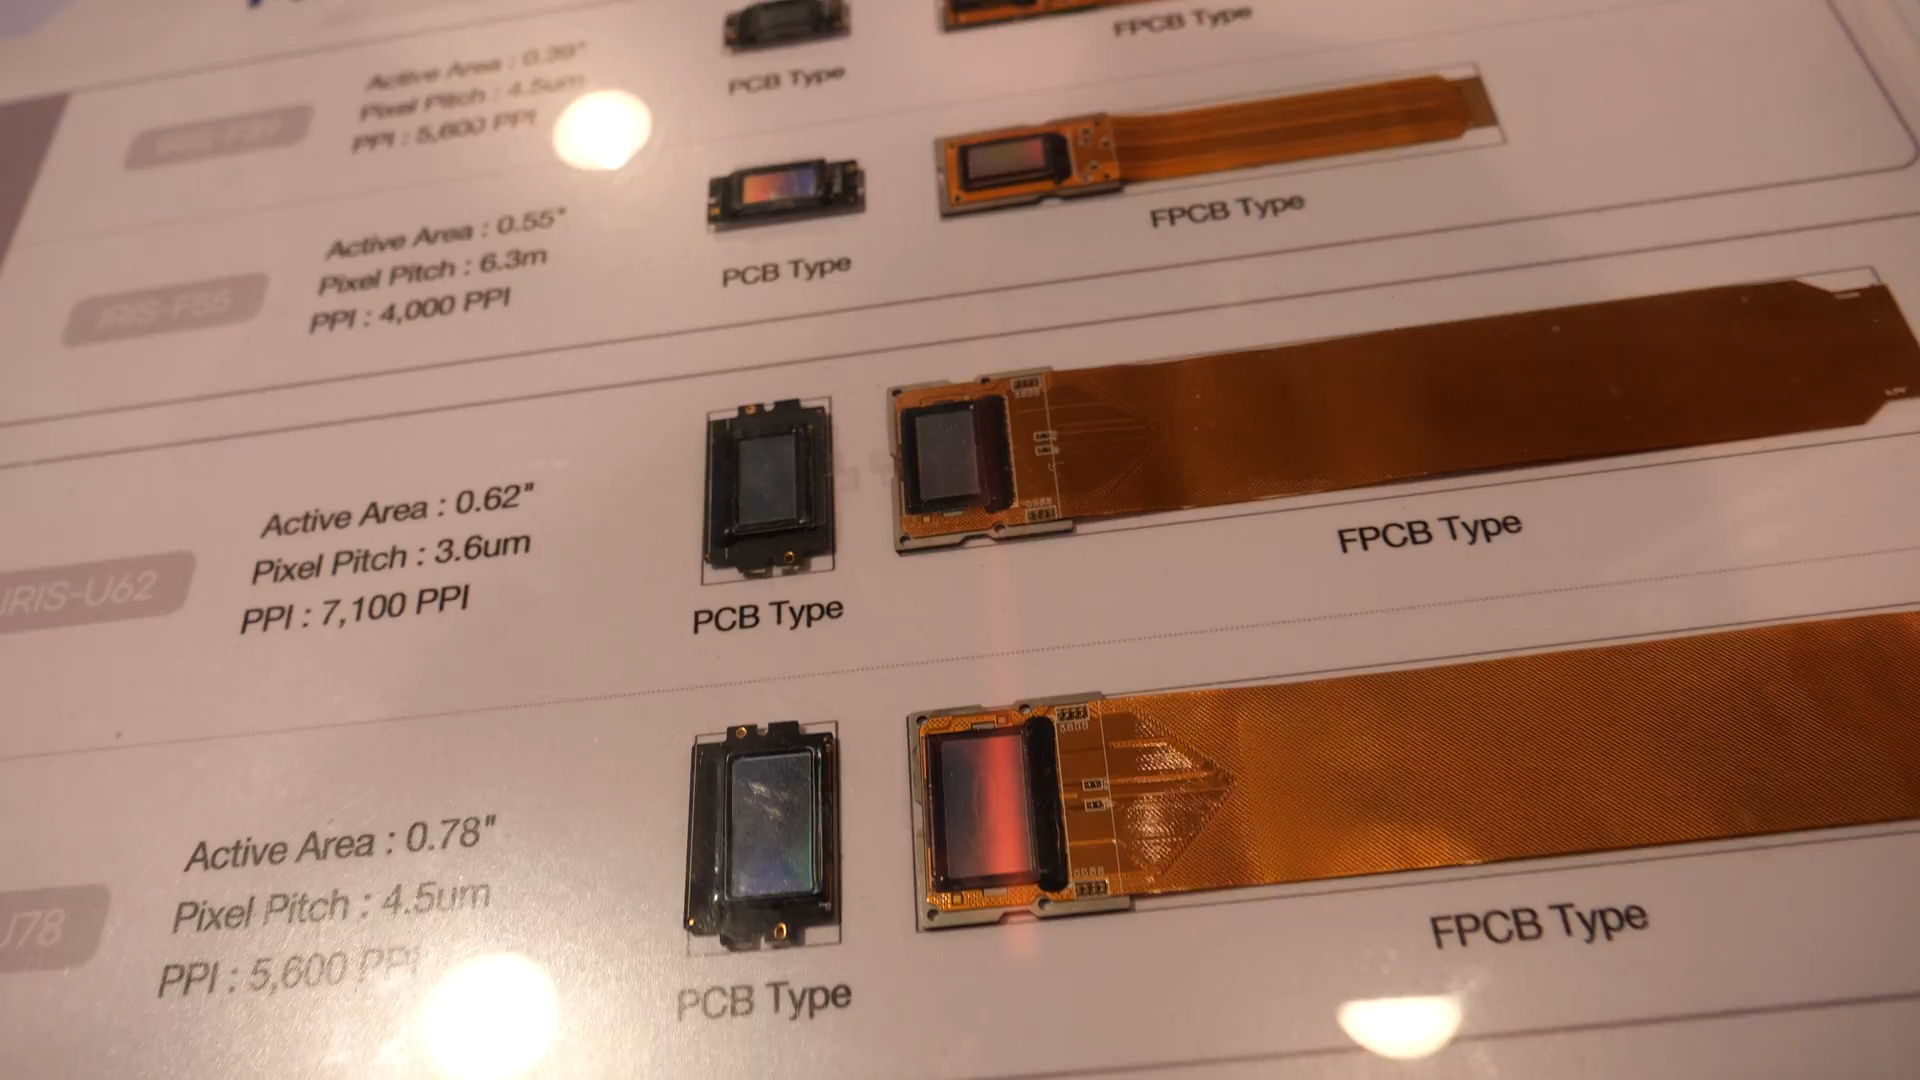 PCB Type
FPCB Type
Active Area : 0.39"
Pixel Pitch : 4.5um
PPI : 5,600 PPI
IRIS-F55
Active Area : 0.55"
Pixel Pitch : 6.3m
PPI : 4,000 PPI
PCB Type
FPCB Type
IRIS-U62
Active Area : 0.62"
Pixel Pitch : 3.6um
PPI : 7,100 PPI
PCB Type
FPCB Type
J78
Active Area : 0.78"
Pixel Pitch : 4.5um
PPI : 5,600 PPI
PCB Type
FPCB Type